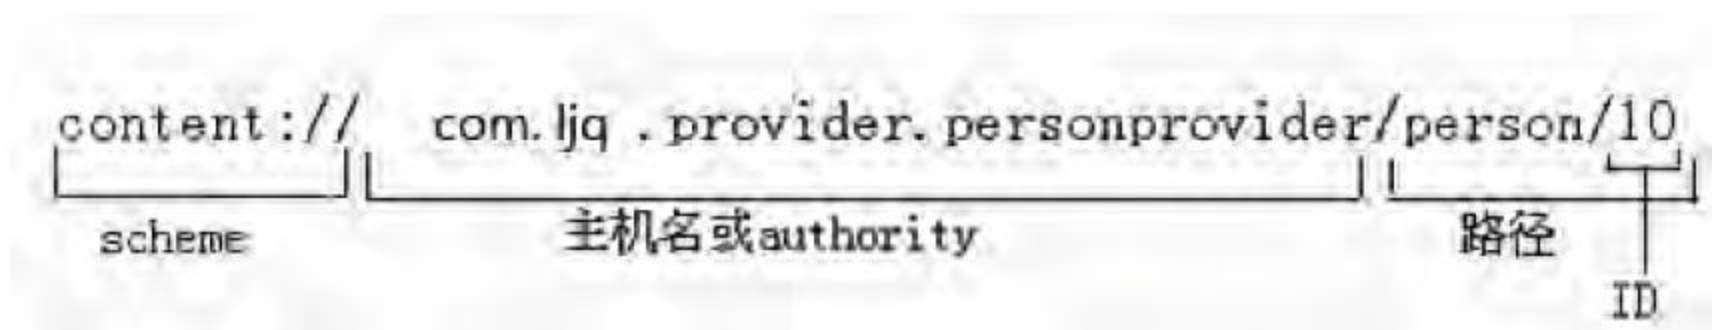 content:// com.ljq .provider.personprovider/person/10
scheme 主机名或authority 路径
ID